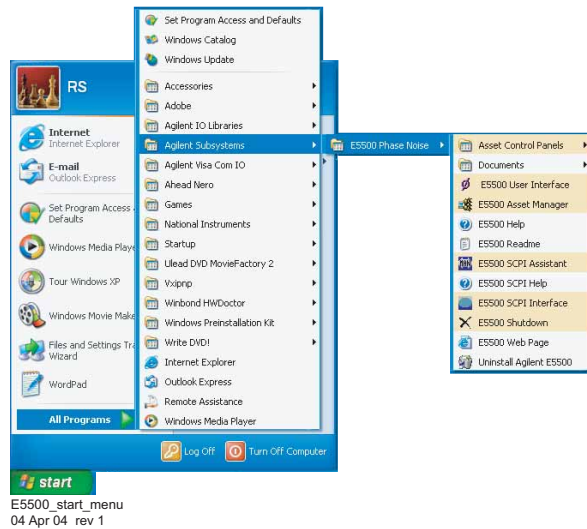 RS
Internet
Internet Explorer
E-mail
Outlook Express
Set Program Access
Defaults
Windows Media Playe
Tour Windows XP
Windows Movie Make
Files and Settings Tra
Wizard
WordPad
All Programs
Set Program Access and Defaults
Windows Catalog
Windows Update
Accessories
Adobe
Agilent IO Libraries
Agilent Subsystems
Agilent Visa Com IO
Ahead Nero
Games
National Instruments
Startup
Ulead DVD MovieFactory 2
Vxipnp
Winbond HWDoctor
Windows Preinstallation Kit
Write DVD!
Internet Explorer
Outlook Express
Remote Assistance
Windows Media Player
E5500 Phase Noise
Asset Control Panels
Documents
E5500 User Interface
E5500 Asset Manager
E5500 Help
E5500 Readme
E5500 SCPI Assistant
E5500 SCPI Help
E5500 SCPI Interface
E5500 Shutdown
E5500 Web Page
Uninstall Agilent E5500
Log Off
Turn Off Computer
start
E5500_start_menu
04 Apr 04 rev 1